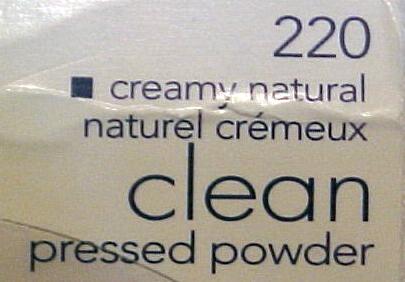 220
creamy natural
naturel crémeux
clean
pressed powder